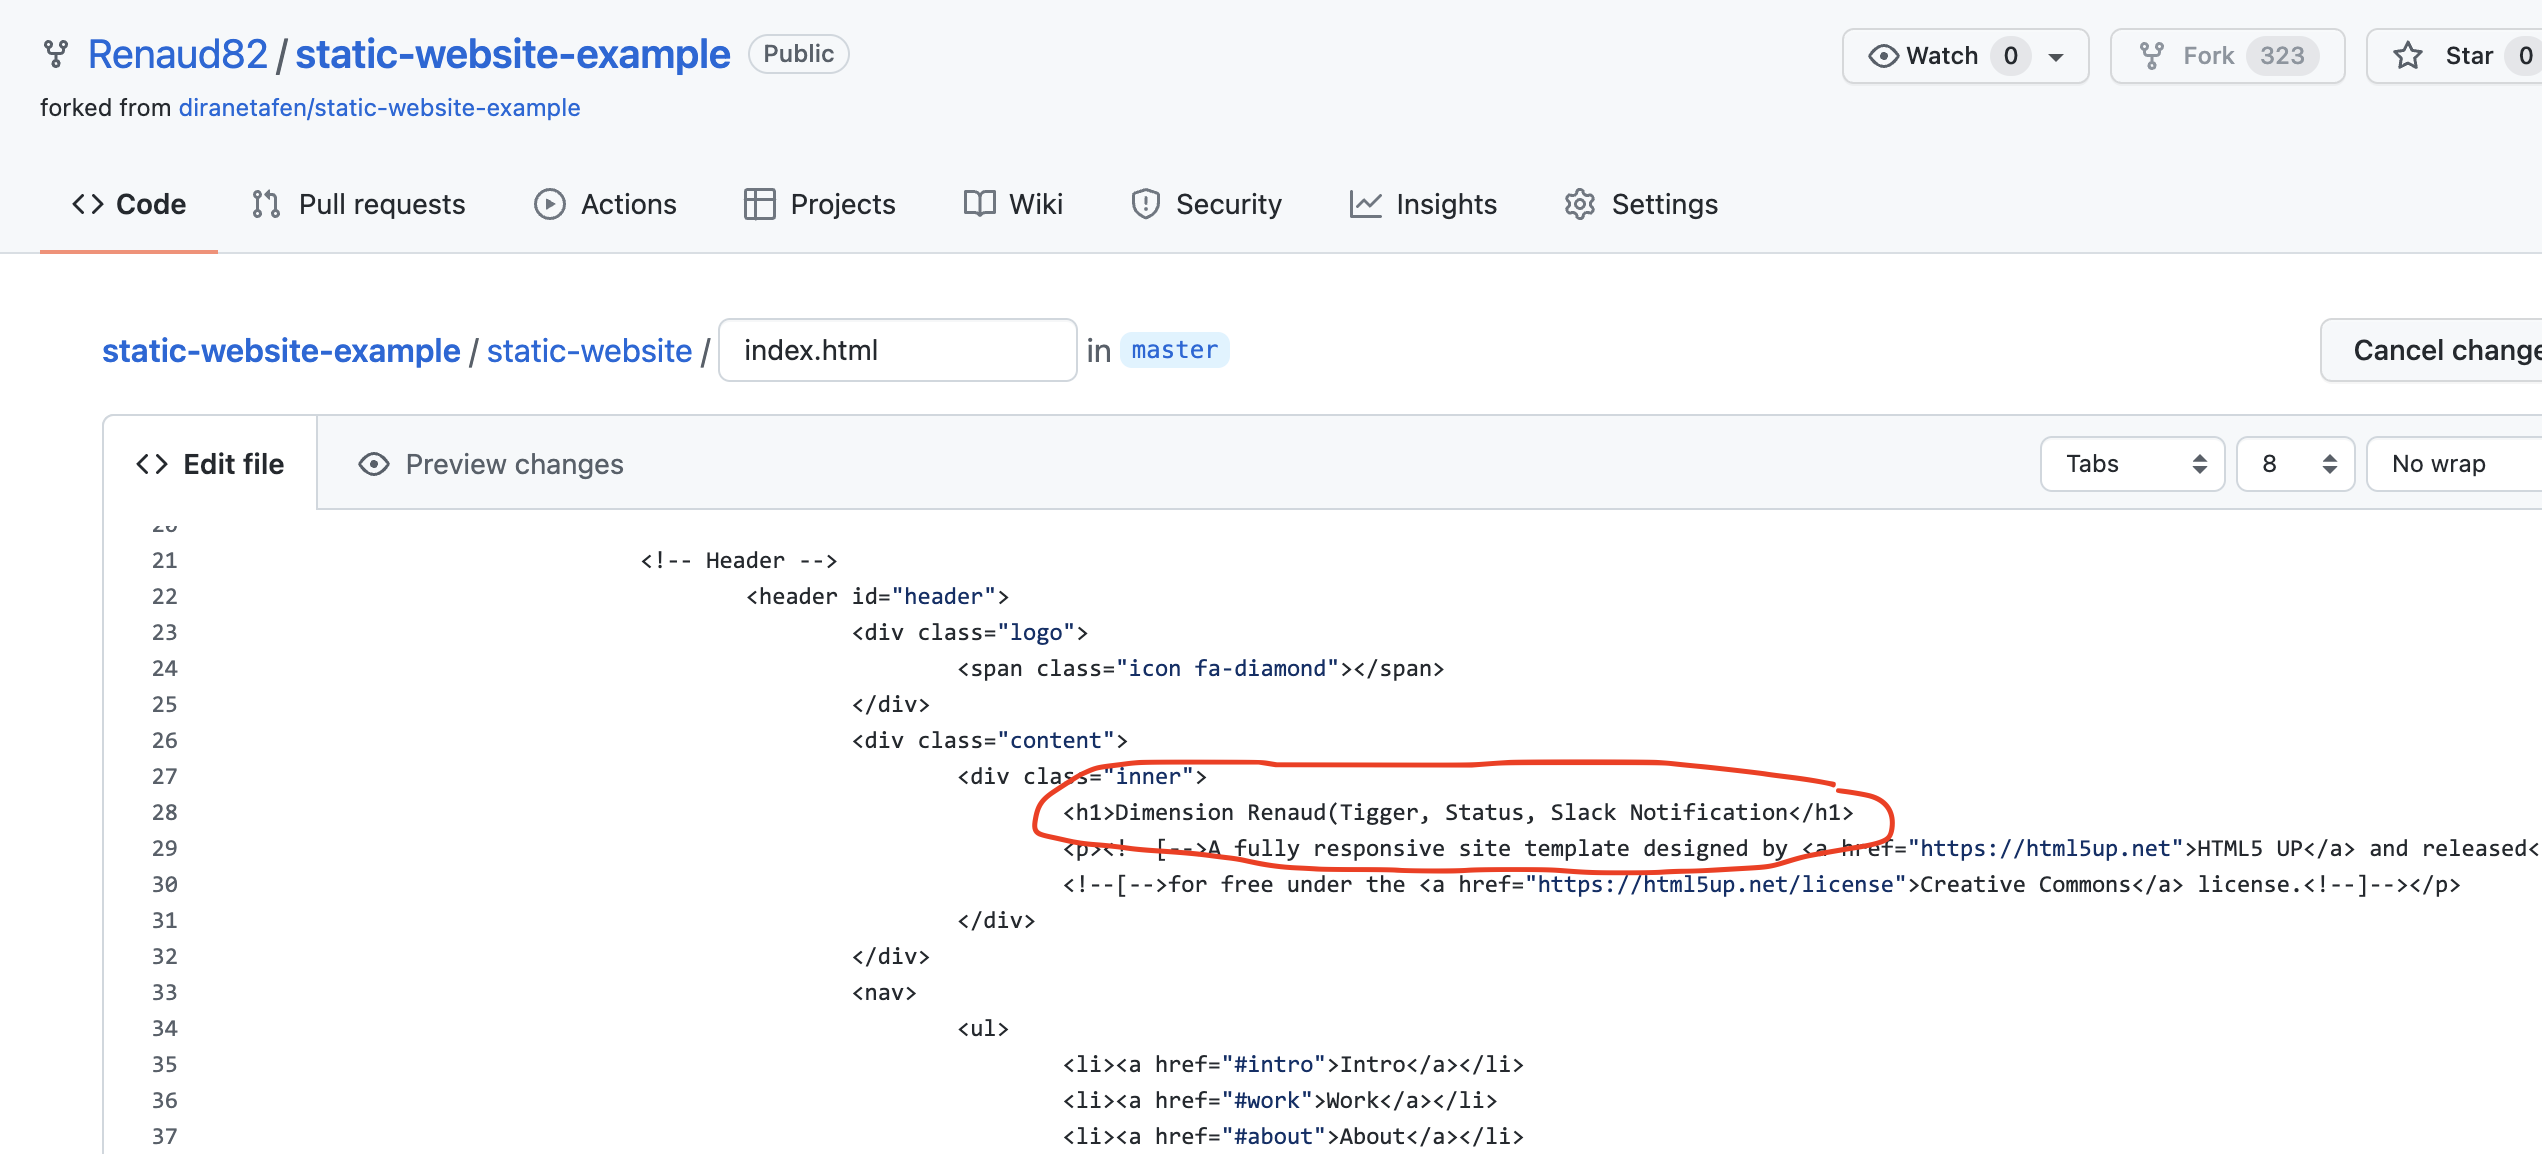 Renaud82 / static-website-example Public
Watch 0 Fork 323 Star 0
forked from diranetafen/static-website-example
Code Pull requests Actions Projects Wiki Security Insights Settings
static-website-example / static-website / index.html in master
Cancel change
Edit file Preview changes Tabs 8 No wrap
20
21 <!-- Header -->
22 <header id="header">
23 <div class="logo">
24 <span class="icon fa-diamond"></span>
25 </div>
26 <div class="content">
27 <div class="inner">
28 <h1>Dimension Renaud(Tigger, Status, Slack Notification</h1>
29 <p><!--[-->A fully responsive site template designed by <a href="https://html5up.net">HTML5 UP</a> and released<
30 <!--[-->for free under the <a href="https://html5up.net/license">Creative Commons</a> license.<!--]--></p>
31 </div>
32 </div>
33 <nav>
34 <ul>
35 <li><a href="#intro">Intro</a></li>
36 <li><a href="#work">Work</a></li>
37 <li><a href="#about">About</a></li>